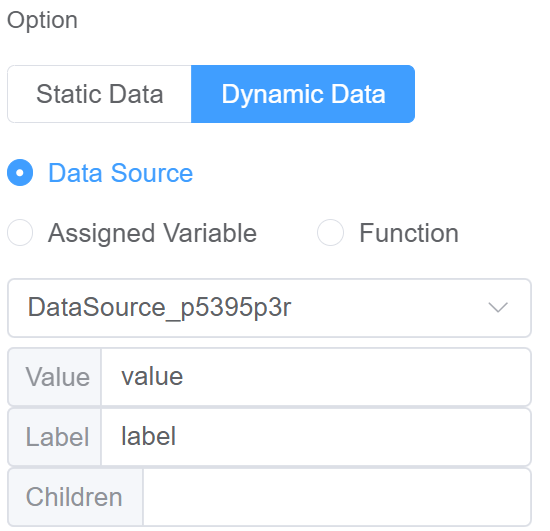 Option
Static Data Dynamic Data
Data Source
Assigned Variable Function
DataSource_p5395p3r
Value value
Label label
Children